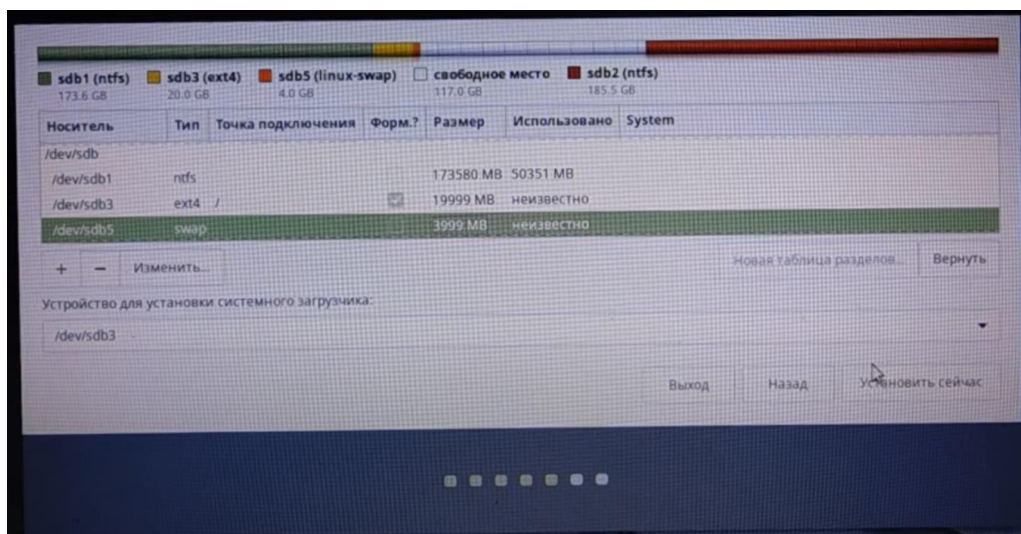 sdb1 (ntfs) sdb3 (ext4) sdb5 (linux-swap) свободное место sdb2 (ntfs)
173.6 GB 20.0 GB 4.0 GB 117.0 GB 185.5 GB
Носитель Тип Точка подключения Форм.? Размер Использовано System
/dev/sdb
/dev/sdb1 ntfs 173580 MB 50351 MB
/dev/sdb3 ext4 / 19999 MB неизвестно
/dev/sdb5 swap 3999 MB неизвестно
+ − Изменить... Новая таблица разделов... Вернуть
Устройство для установки системного загрузчика:
/dev/sdb3
Выход Назад Установить сейчас